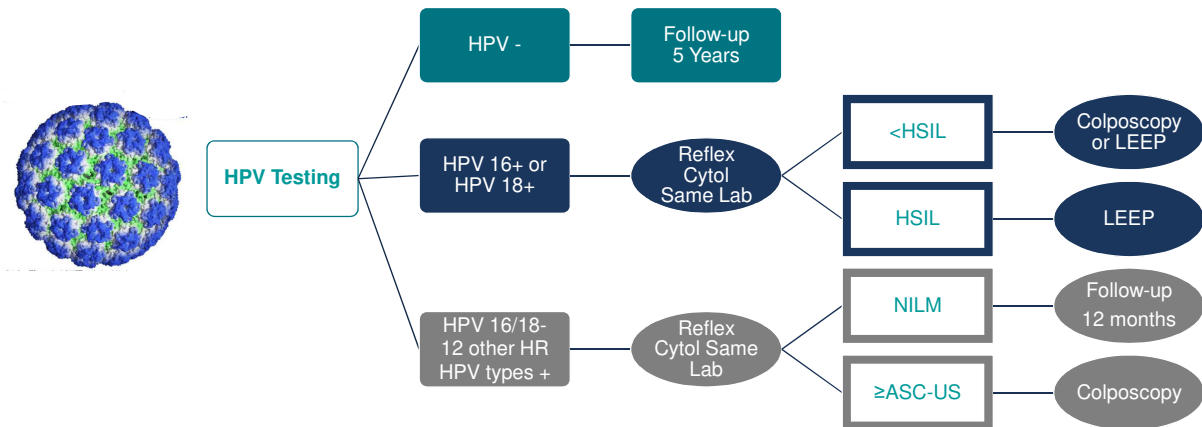 HPV Testing
HPV -
Follow-up
5 Years
HPV 16+ or
HPV 18+
Reflex
Cytol
Same Lab
<HSIL
Colposcopy
or LEEP
HSIL
LEEP
HPV 16/18-
12 other HR
HPV types +
Reflex
Cytol Same
Lab
NILM
Follow-up
12 months
≥ASC-US
Colposcopy